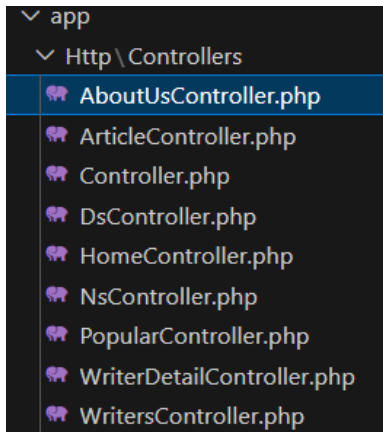 app
Http\Controllers
AboutUsController.php
ArticleController.php
Controller.php
DsController.php
HomeController.php
NsController.php
PopularController.php
WriterDetailController.php
WritersController.php